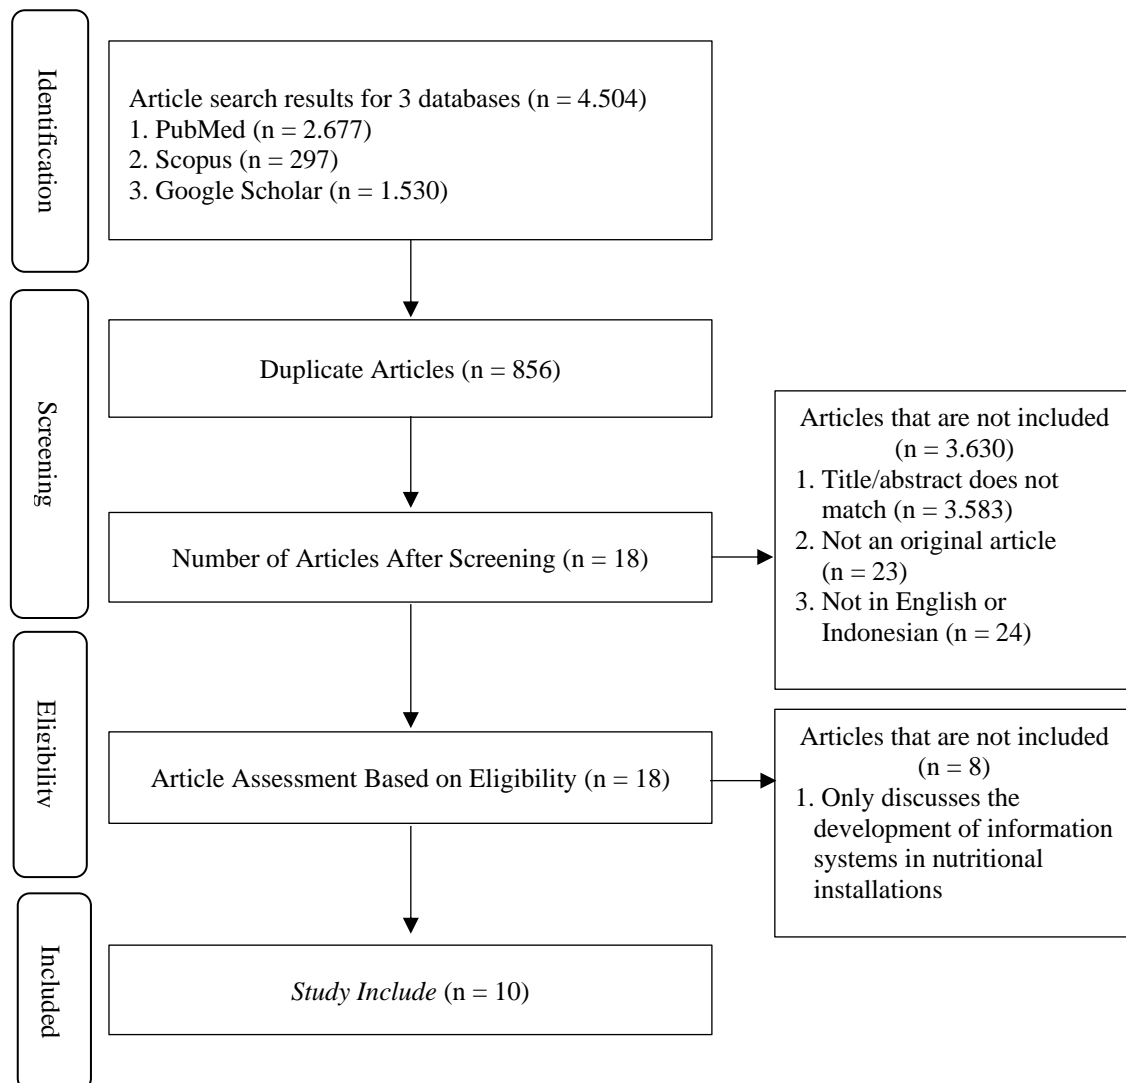 Identification
Article search results for 3 databases (n = 4.504)
1. PubMed (n = 2.677)
2. Scopus (n = 297)
3. Google Scholar (n = 1.530)
Screening
Duplicate Articles (n = 856)
Number of Articles After Screening (n = 18)
Articles that are not included
(n = 3.630)
1. Title/abstract does not
match (n = 3.583)
2. Not an original article
(n = 23)
3. Not in English or
Indonesian (n = 24)
Eligibility
Article Assessment Based on Eligibility (n = 18)
Articles that are not included
(n = 8)
1. Only discusses the
development of information
systems in nutritional
installations
Included
Study Include (n = 10)